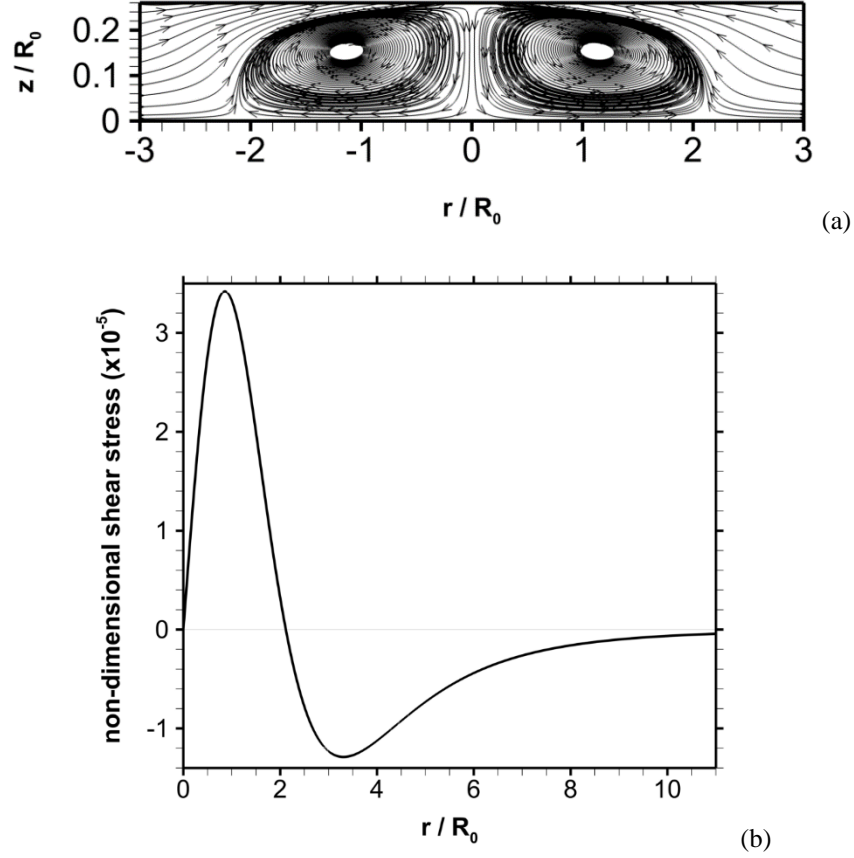 z / R0
0.2
0.1
0
-3 -2 -1 0 1 2 3
r / R0
(a)
non-dimensional shear stress (x10-5)
3
2
1
0
-1
0 2 4 6 8 10
r / R0
(b)